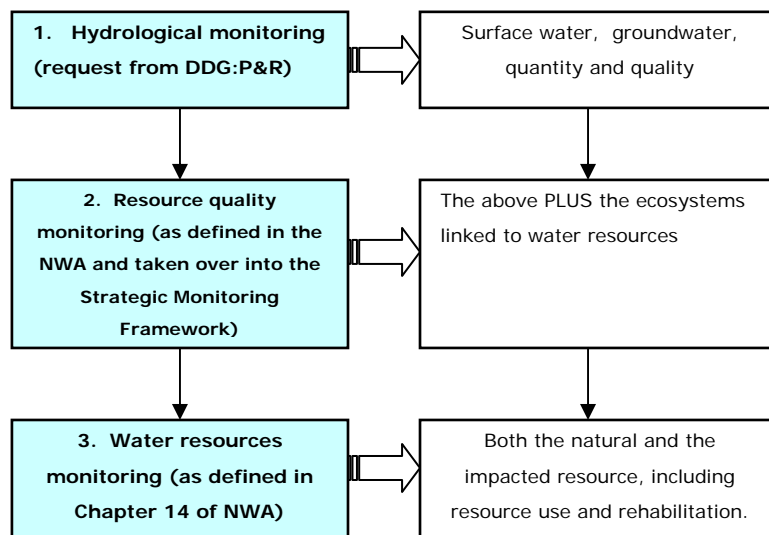 1. Hydrological monitoring
(request from DDG:P&R)
Surface water, groundwater,
quantity and quality
2. Resource quality
monitoring (as defined in the
NWA and taken over into the
Strategic Monitoring
Framework)
The above PLUS the ecosystems
linked to water resources
3. Water resources
monitoring (as defined in
Chapter 14 of NWA)
Both the natural and the
impacted resource, including
resource use and rehabilitation.